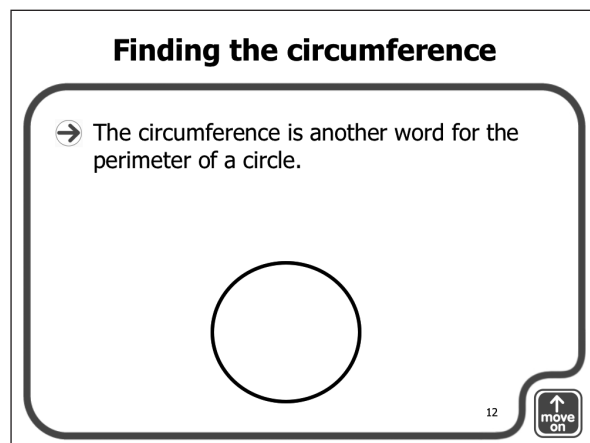 Finding the circumference
The circumference is another word for the
perimeter of a circle.
12
move
on